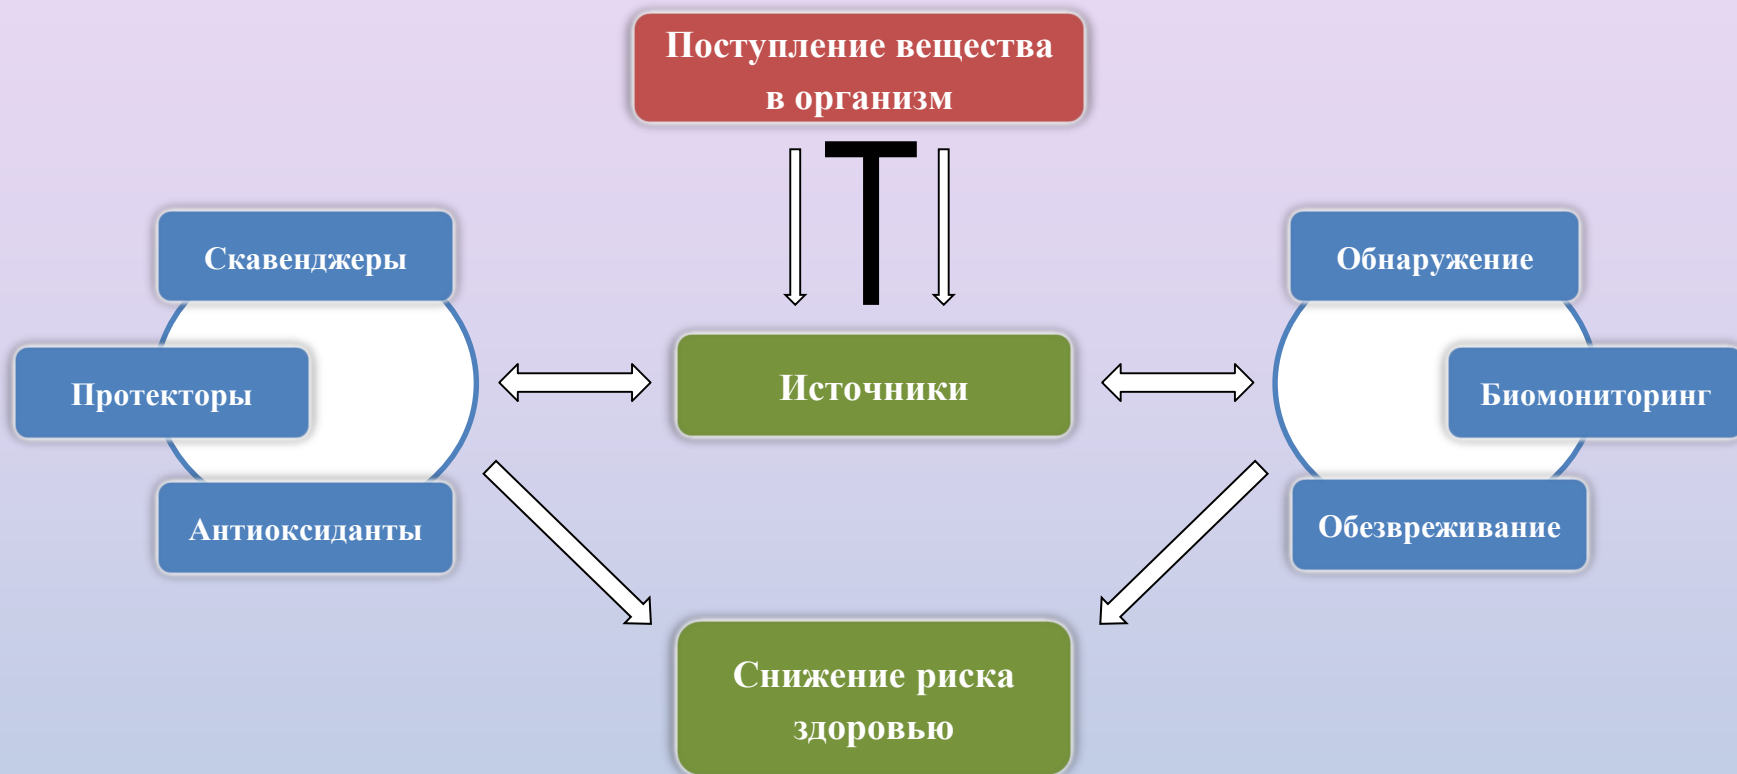 Поступление вещества
в организм
Скавенджеры
Обнаружение
Протекторы
Источники
Биомониторинг
Антиоксиданты
Обезвреживание
Снижение риска
здоровью